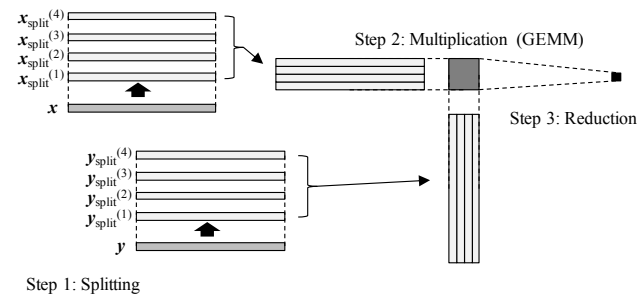 x_split^(4)
x_split^(3)
x_split^(2)
x_split^(1)
x
Step 2: Multiplication (GEMM)
Step 3: Reduction
y_split^(4)
y_split^(3)
y_split^(2)
y_split^(1)
y
Step 1: Splitting